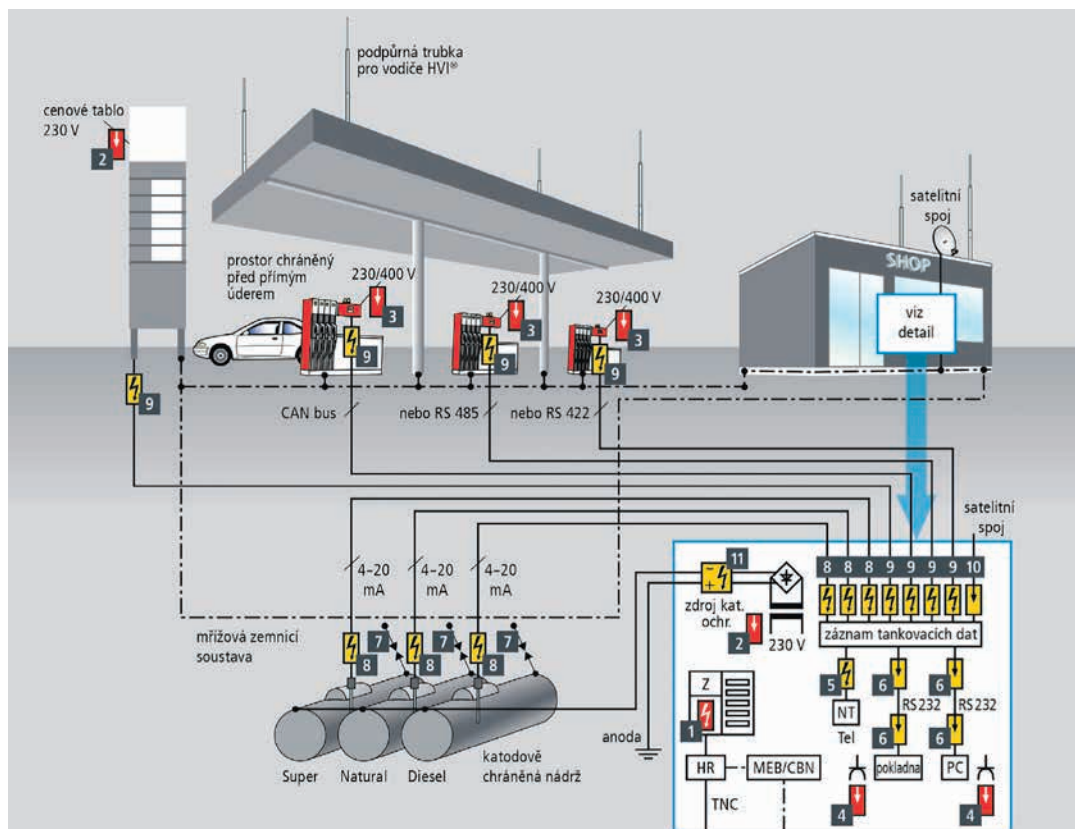 podpůrná trubka
pro vodiče HVI®
cenové tablo
230 V
2
satelitní
spoj
prostor chráněný
před přímým
úderem
230/400 V
3
9
230/400 V
3
9
230/400 V
3
9
SHOP
viz
detail
9
CAN bus
nebo RS 485
nebo RS 422
satelitní
spoj
4–20
mA
4–20
mA
4–20
mA
11
– +
zdroj kat.
ochr.
2
230 V
8 8 8 9 9 9 9 10
záznam tankovacích dat
mřížová zemnicí
soustava
7
8
7
8
7
8
5
6
6
NT
Tel
RS 232
RS 232
6
6
pokladna
PC
Z
1
HR
MEB/CBN
TNC
4
4
anoda
katodově
chráněná nádrž
Super
Natural
Diesel